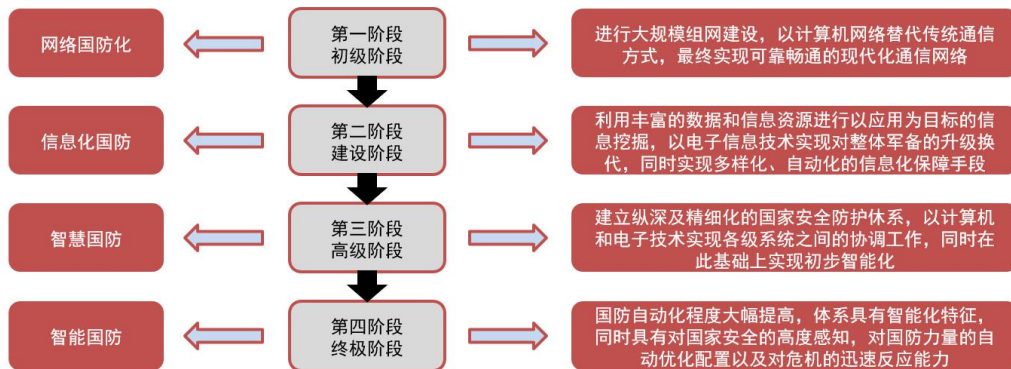 网络国防化
第一阶段
初级阶段
进行大规模组网建设，以计算机网络替代传统通信
方式，最终实现可靠畅通的现代化通信网络
信息化国防
第二阶段
建设阶段
利用丰富的数据和信息资源进行以应用为目标的信
息挖掘，以电子信息技术实现对整体军备的升级换
代，同时实现多样化、自动化的信息化保障手段
智慧国防
第三阶段
高级阶段
建立纵深及精细化的国家安全防护休系，以计算机
和电子技术实现各级系统之间的协调工作，同时在
此基础上实现初步智能化
智能国防
第四阶段
终极阶段
国防自动化程度大幅提高，体系具有智能化特征，
同时具有对国家安全的高度感知，对国防力量的自
动优化配置以及对危机的迅速反应能力